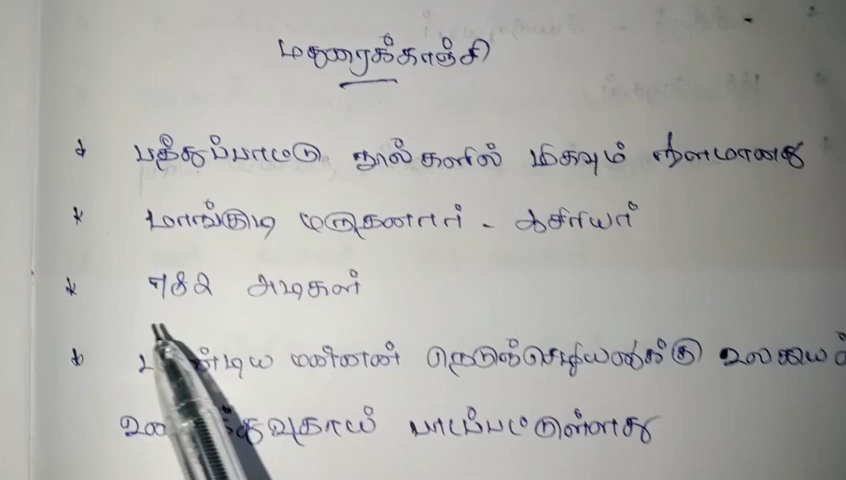 மதுரைக்காஞ்சி
* பத்துப்பாட்டு நூல்களில் மிகவும் நீளமானது
* மாங்குடி மருதனார் - ஆசிரியர்
* 782 அடிகள்
* மன்னன் நெடுஞ்செழியனுக்கு
பாடப்பட்டுள்ளது